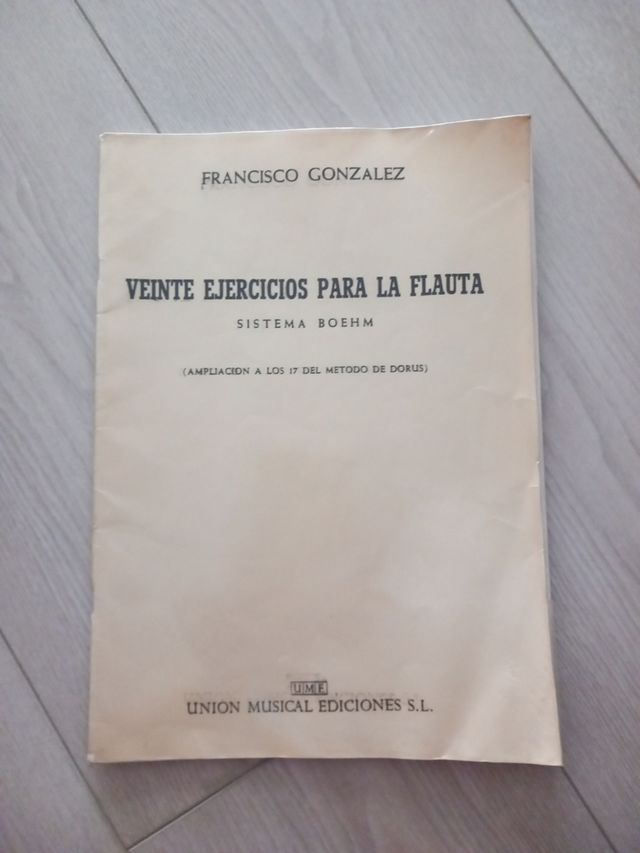 FRANCISCO GONZALEZ
VEINTE EJERCICIOS PARA LA FLAUTA
SISTEMA BOEHM
(AMPLIACION A LOS 17 DEL METODO DE DORUS)
UME
UNION MUSICAL EDICIONES S.L.